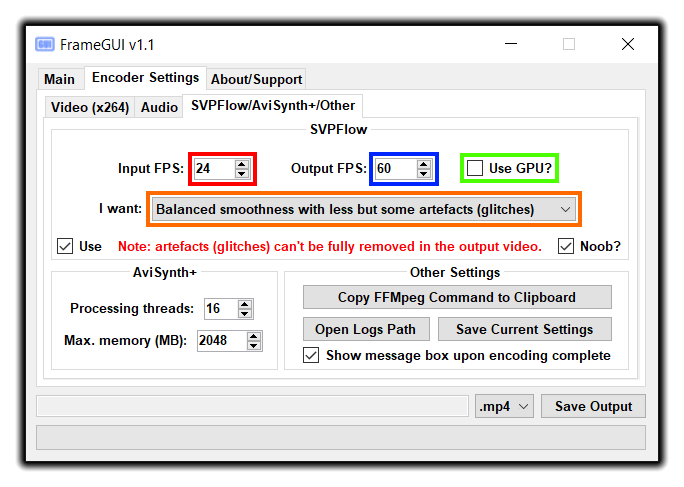 FrameGUI v1.1
Main Encoder Settings About/Support
Video (x264) Audio SVPFlow/AviSynth+/Other
SVPFlow
Input FPS: 24 Output FPS: 60 Use GPU?
I want: Balanced smoothness with less but some artefacts (glitches)
Use Note: artefacts (glitches) can't be fully removed in the output video. Noob?
AviSynth+
Processing threads: 16
Max. memory (MB): 2048
Other Settings
Copy FFMpeg Command to Clipboard
Open Logs Path Save Current Settings
Show message box upon encoding complete
.mp4 Save Output